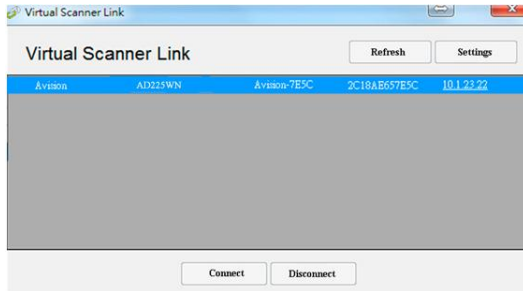 Virtual Scanner Link
Virtual Scanner Link Refresh Settings
Avision AD225WN Avision-7E5C 2C18AE657E5C 10.1.23.22
Connect Disconnect